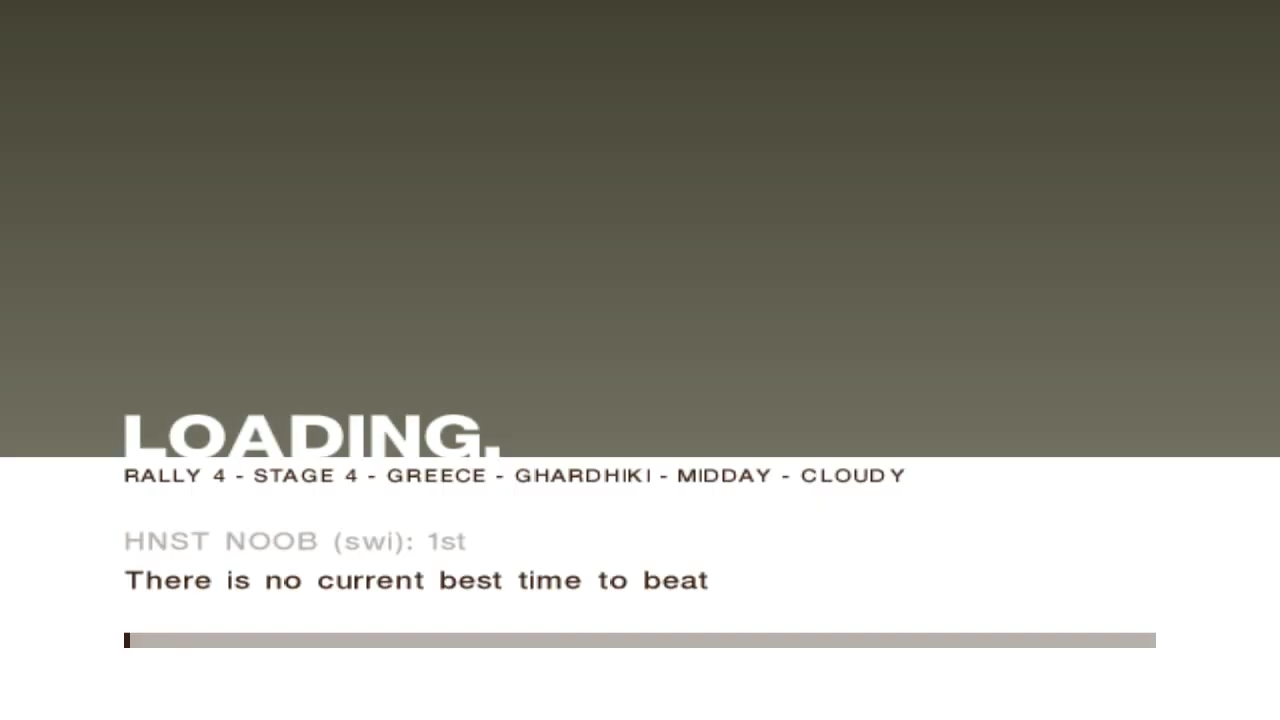 LOADING.
RALLY 4 - STAGE 4 - GREECE - GHARDHIKI - MIDDAY - CLOUDY
HNST NOOB (swi): 1st
There is no current best time to beat